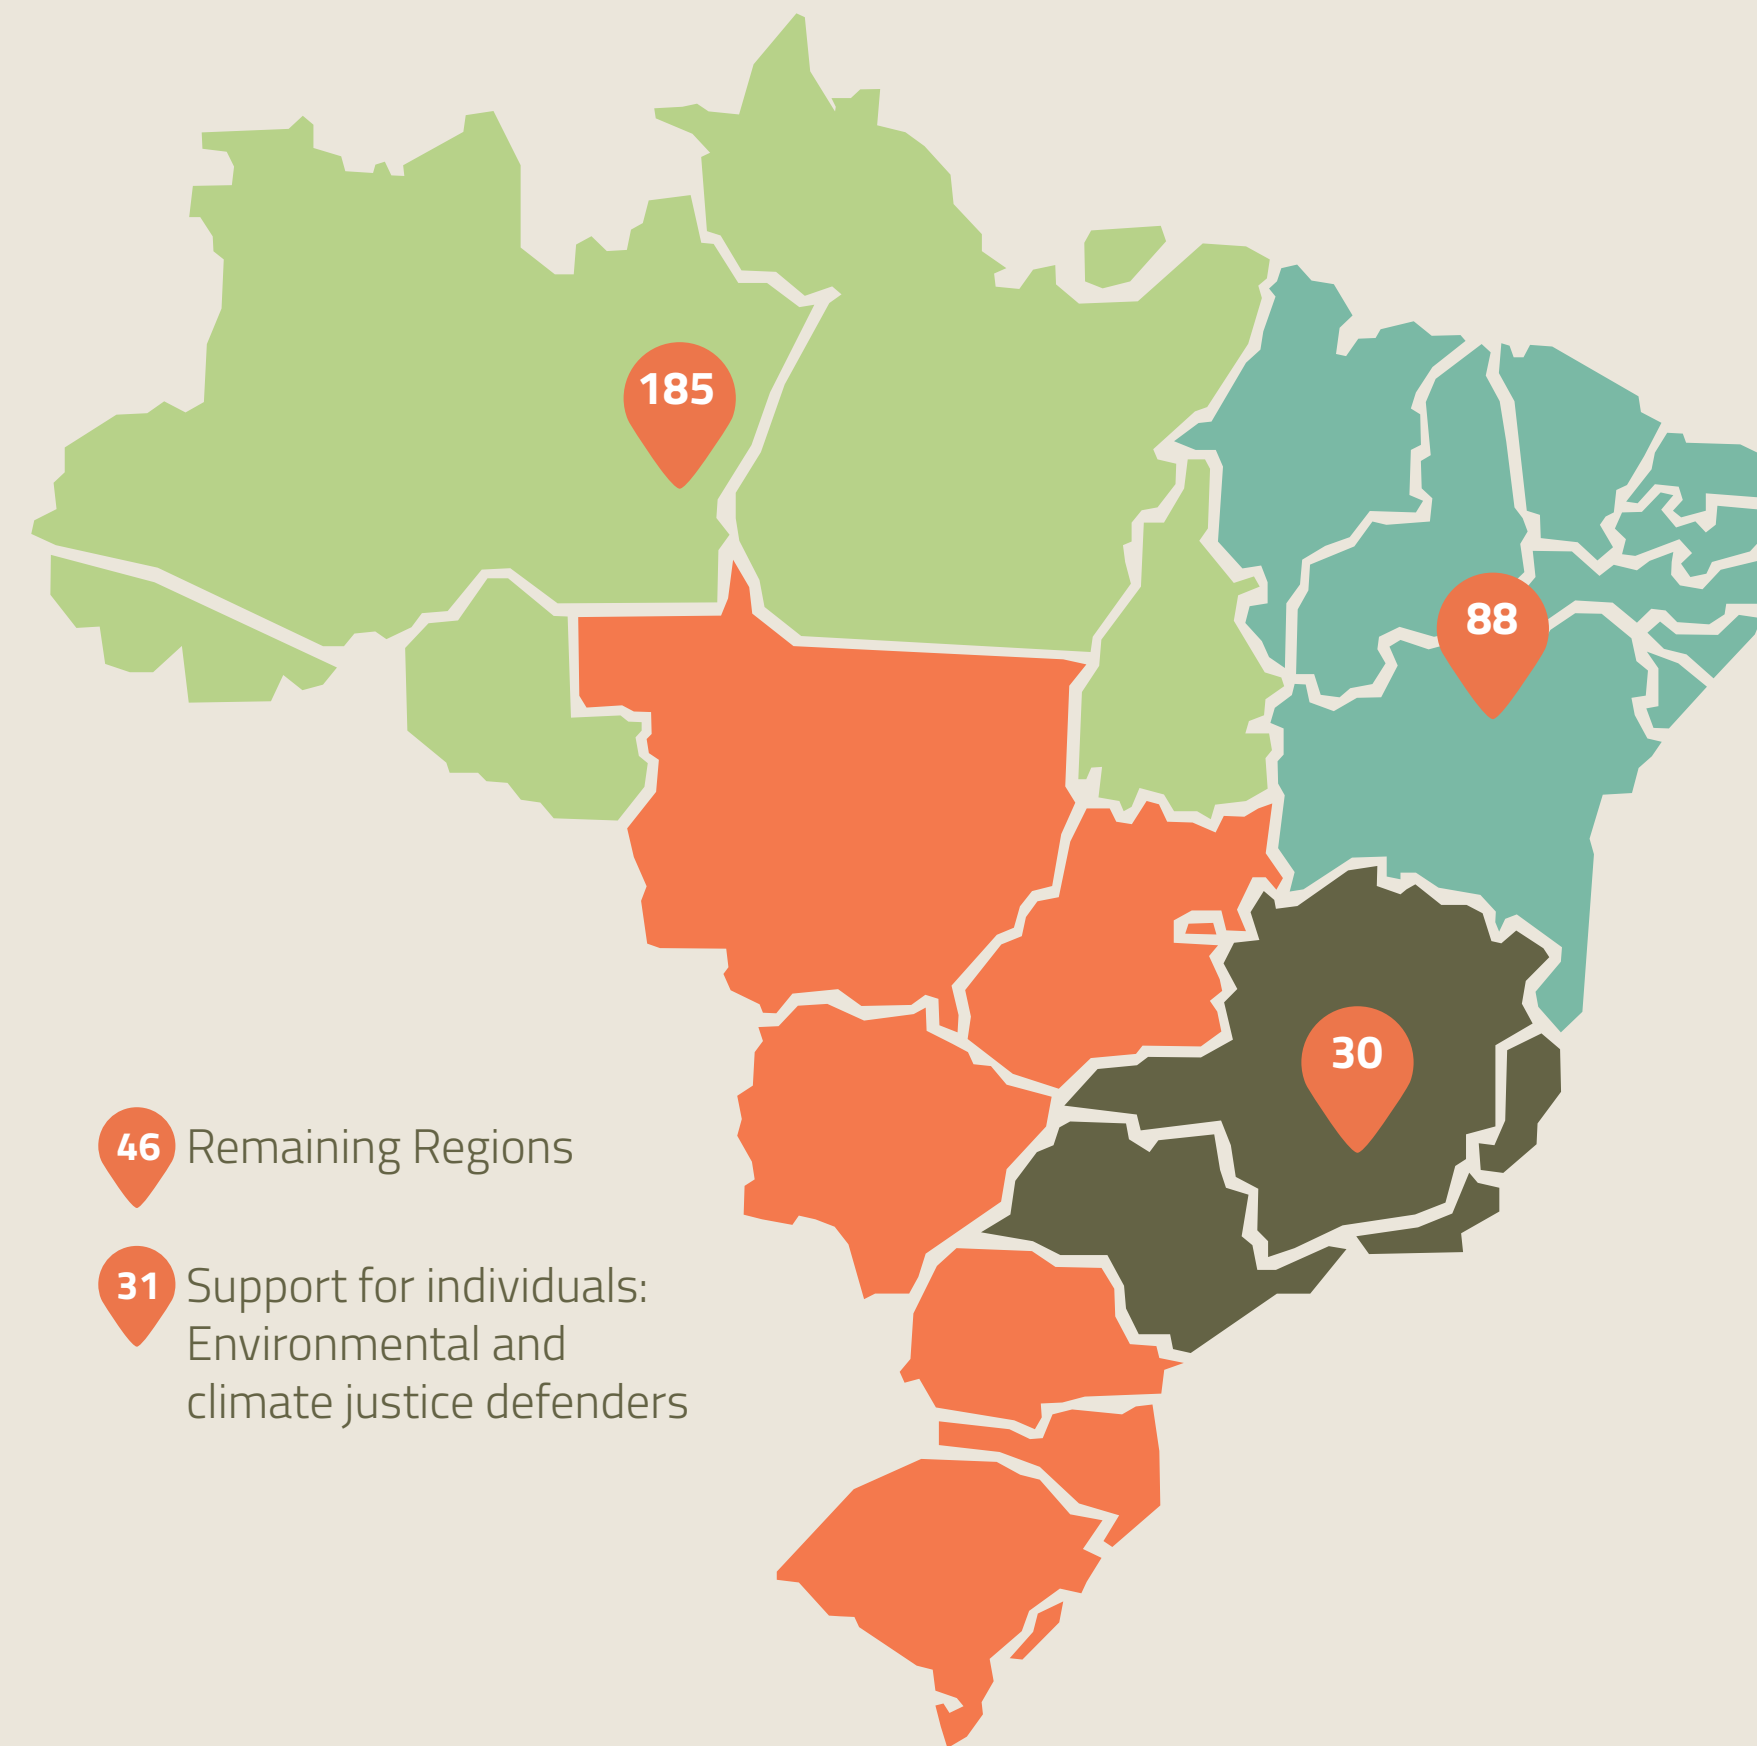 185
88
30
46 Remaining Regions
31 Support for individuals:
Environmental and
climate justice defenders